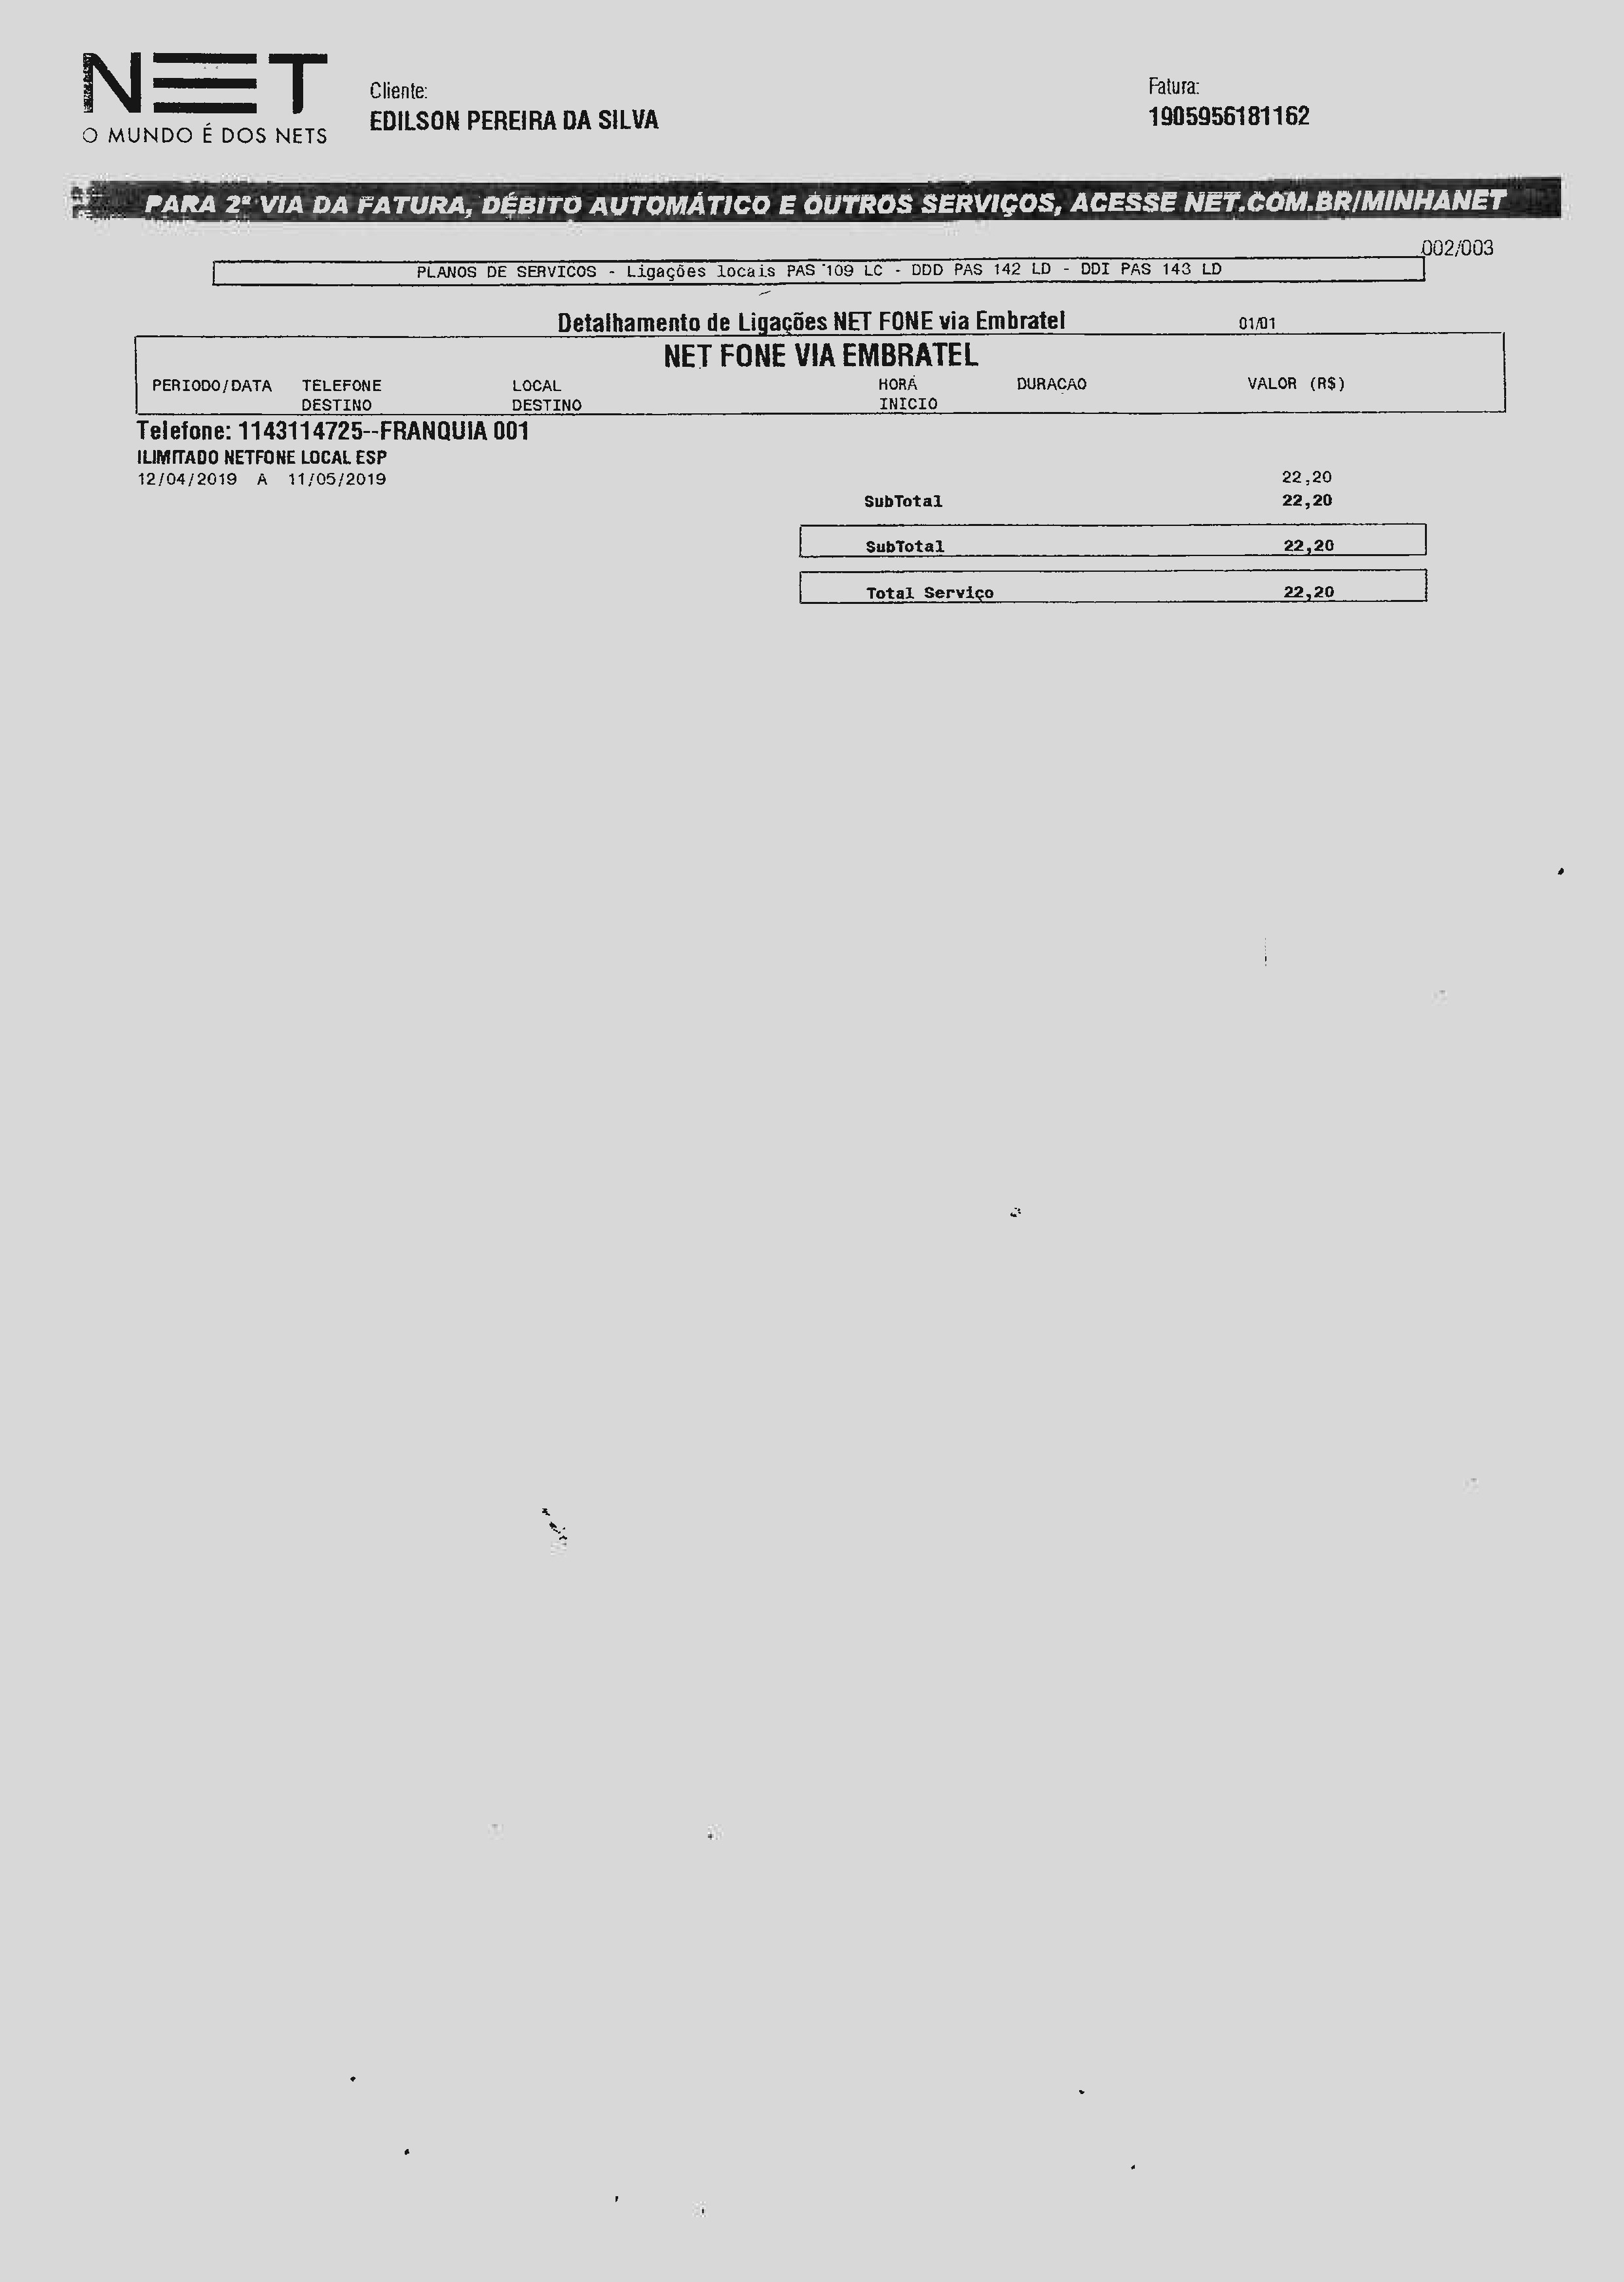 NET
O MUNDO É DOS NETS
Cliente:
EDILSON PEREIRA DA SILVA
Fatura:
1905956181162
PARA 2ª VIA DA FATURA, DÉBITO AUTOMÁTICO E OUTROS SERVIÇOS, ACESSE NET.COM.BR/MINHANET
002/003
PLANOS DE SERVICOS - Ligações locais PAS 109 LC - DDD PAS 142 LD - DDI PAS 143 LD
Detalhamento de Ligações NET FONE via Embratel 01/01
NET FONE VIA EMBRATEL
PERIODO/DATA TELEFONE LOCAL HORA DURACAO VALOR (R$)
DESTINO DESTINO INICIO
Telefone: 1143114725--FRANQUIA 001
ILIMITADO NETFONE LOCAL ESP
12/04/2019 A 11/05/2019 22,20
SubTotal 22,20
SubTotal 22,20
Total Serviço 22,20